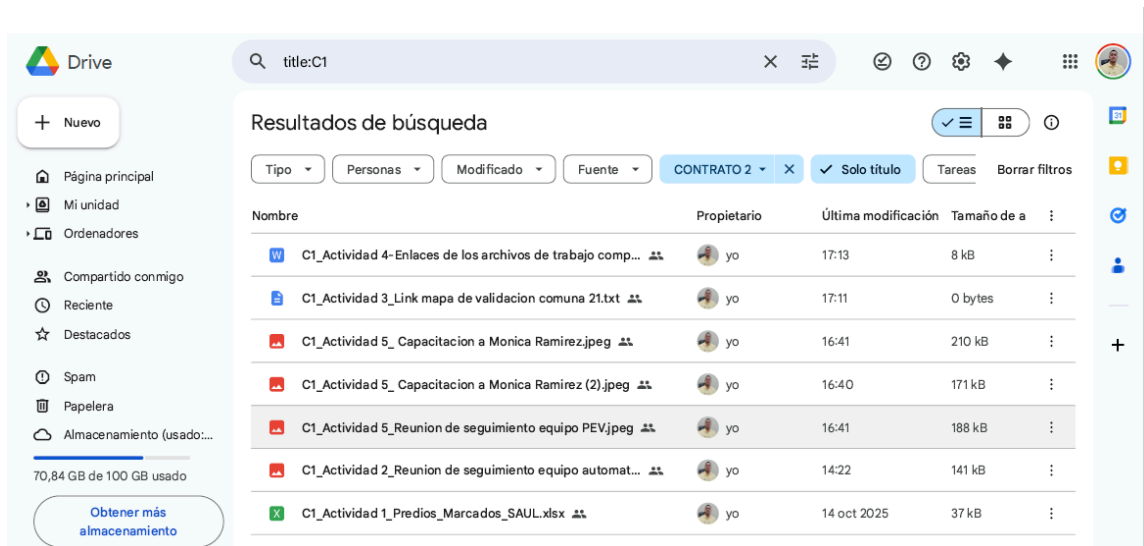 Drive
title:C1
Nuevo
Página principal
Mi unidad
Ordenadores
Compartido conmigo
Reciente
Destacados
Spam
Papelera
Almacenamiento (usado:...
70,84 GB de 100 GB usado
Obtener más
almacenamiento
Resultados de búsqueda
Tipo Personas Modificado Fuente CONTRATO 2 Solo título Tareas Borrar filtros
Nombre Propietario Última modificación Tamaño de a
C1_Actividad 4-Enlaces de los archivos de trabajo comp... yo 17:13 8 kB
C1_Actividad 3_Link mapa de validacion comuna 21.txt yo 17:11 0 bytes
C1_Actividad 5_ Capacitacion a Monica Ramirez.jpeg yo 16:41 210 kB
C1_Actividad 5_ Capacitacion a Monica Ramirez (2).jpeg yo 16:40 171 kB
C1_Actividad 5_Reunion de seguimiento equipo PEV.jpeg yo 16:41 188 kB
C1_Actividad 2_Reunion de seguimiento equipo automat... yo 14:22 141 kB
C1_Actividad 1_Predios_Marcados_SAUL.xlsx yo 14 oct 2025 37 kB
31